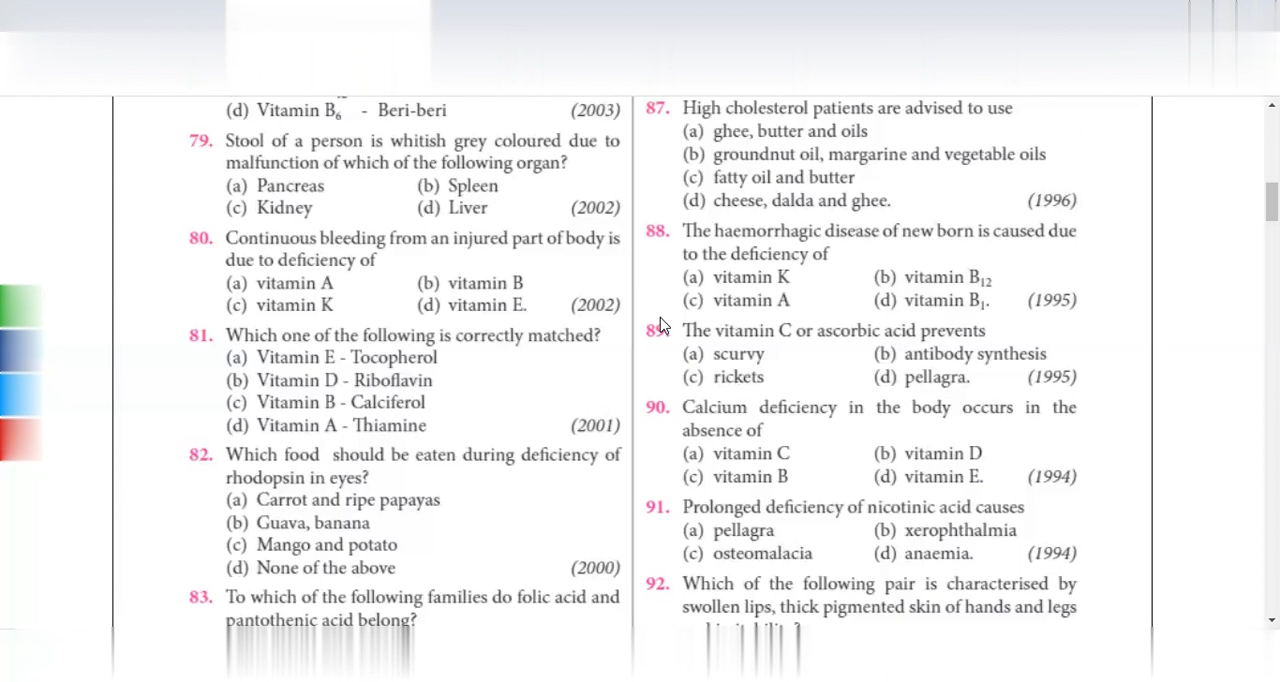 (d) Vitamin B6 - Beri-beri (2003)
79. Stool of a person is whitish grey coloured due to
malfunction of which of the following organ?
(a) Pancreas (b) Spleen
(c) Kidney (d) Liver (2002)
80. Continuous bleeding from an injured part of body is
due to deficiency of
(a) vitamin A (b) vitamin B
(c) vitamin K (d) vitamin E. (2002)
81. Which one of the following is correctly matched?
(a) Vitamin E - Tocopherol
(b) Vitamin D - Riboflavin
(c) Vitamin B - Calciferol
(d) Vitamin A - Thiamine (2001)
82. Which food should be eaten during deficiency of
rhodopsin in eyes?
(a) Carrot and ripe papayas
(b) Guava, banana
(c) Mango and potato
(d) None of the above (2000)
83. To which of the following families do folic acid and
pantothenic acid belong?
87. High cholesterol patients are advised to use
(a) ghee, butter and oils
(b) groundnut oil, margarine and vegetable oils
(c) fatty oil and butter
(d) cheese, dalda and ghee. (1996)
88. The haemorrhagic disease of new born is caused due
to the deficiency of
(a) vitamin K (b) vitamin B12
(c) vitamin A (d) vitamin B1. (1995)
89. The vitamin C or ascorbic acid prevents
(a) scurvy (b) antibody synthesis
(c) rickets (d) pellagra. (1995)
90. Calcium deficiency in the body occurs in the
absence of
(a) vitamin C (b) vitamin D
(c) vitamin B (d) vitamin E. (1994)
91. Prolonged deficiency of nicotinic acid causes
(a) pellagra (b) xerophthalmia
(c) osteomalacia (d) anaemia. (1994)
92. Which of the following pair is characterised by
swollen lips, thick pigmented skin of hands and legs